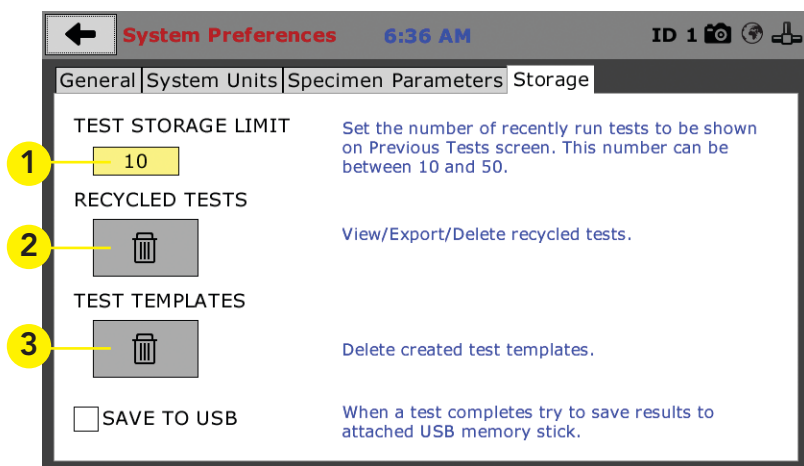 System Preferences 6:36 AM ID 1
General System Units Specimen Parameters Storage
TEST STORAGE LIMIT
Set the number of recently run tests to be shown
on Previous Tests screen. This number can be
between 10 and 50.
1
10
RECYCLED TESTS
2
View/Export/Delete recycled tests.
TEST TEMPLATES
3
Delete created test templates.
SAVE TO USB
When a test completes try to save results to
attached USB memory stick.